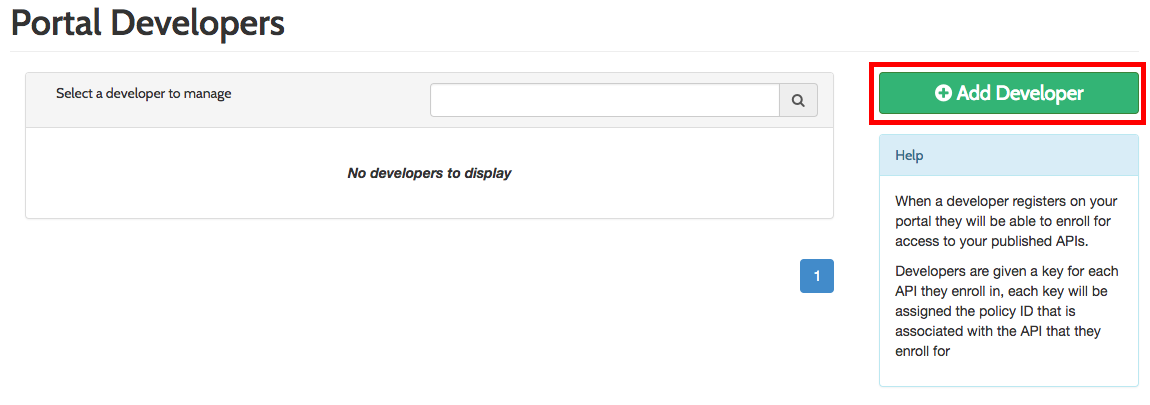 Portal Developers
Select a developer to manage
Add Developer
No developers to display
1
Help
When a developer registers on your
portal they will be able to enroll for
access to your published APIs.
Developers are given a key for each
API they enroll in, each key will be
assigned the policy ID that is
associated with the API that they
enroll for